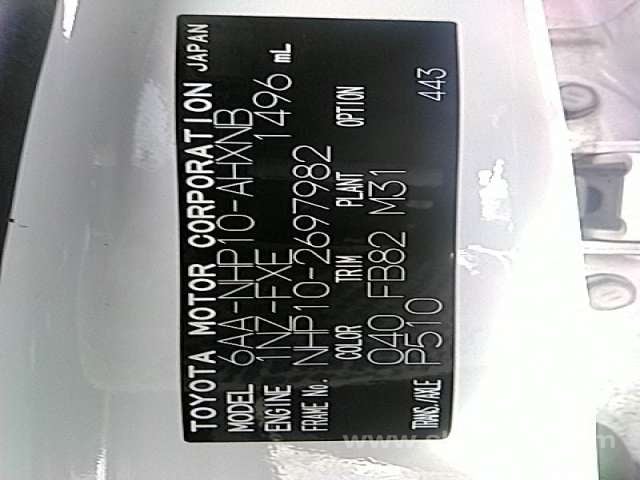 TOYOTA MOTOR CORPORATION JAPAN
MODEL 6AA-NHP10-AHXNB
ENGINE 1NZ-FXE 1496 mL
FRAME No. NHP10-2697982
COLOR TRIM PLANT OPTION
040 FB82 M31
TRANS./AXLE P510 443